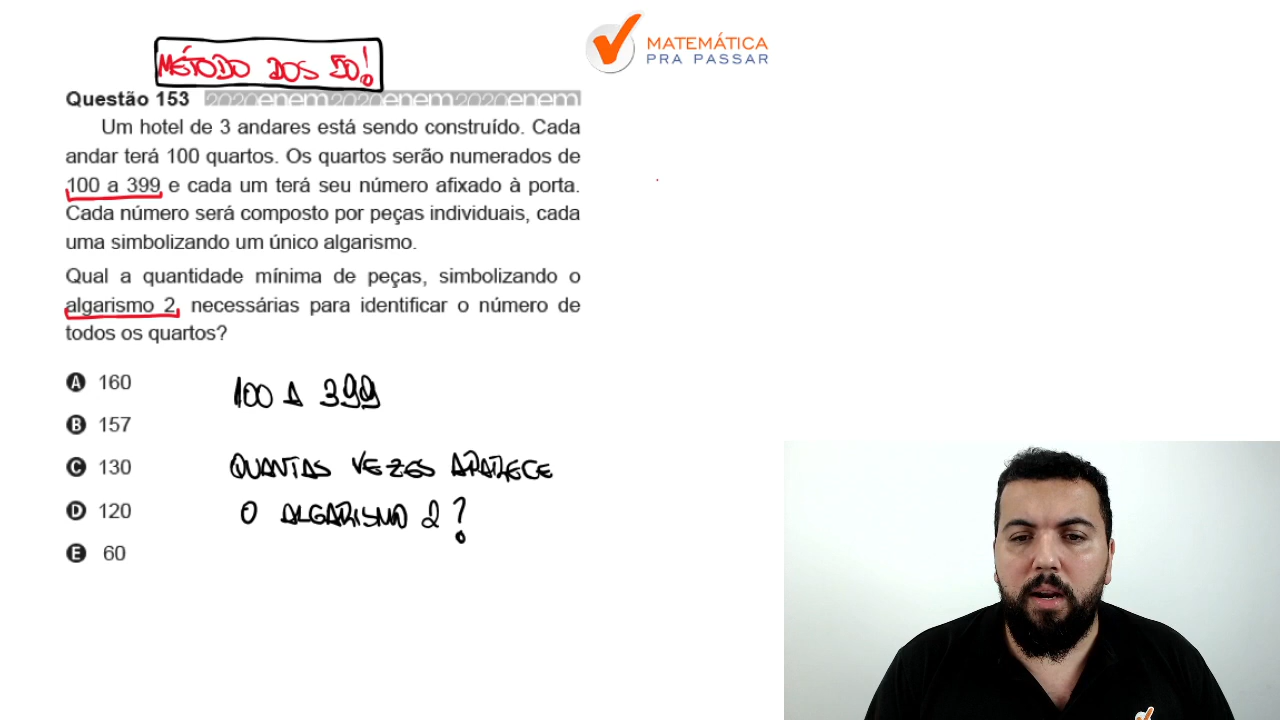 MÉTODO DOS 50!
MATEMÁTICA
PRA PASSAR
Questão 153 2020enem2020enem2020enem
Um hotel de 3 andares está sendo construído. Cada
andar terá 100 quartos. Os quartos serão numerados de
100 a 399 e cada um terá seu número afixado à porta.
Cada número será composto por peças individuais, cada
uma simbolizando um único algarismo.
Qual a quantidade mínima de peças, simbolizando o
algarismo 2, necessárias para identificar o número de
todos os quartos?
A 160
B 157
C 130
D 120
E 60
100 A 399
QUANTAS VEZES APARECE
O ALGARISMO 2?